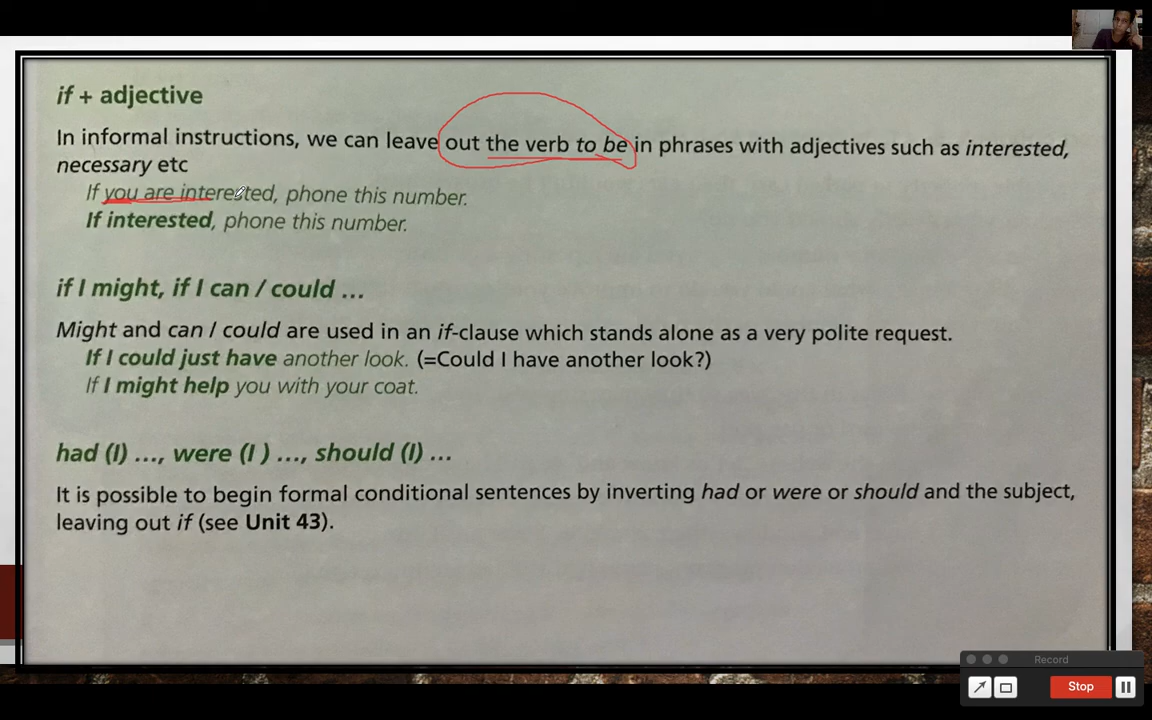 if + adjective
In informal instructions, we can leave out the verb to be in phrases with adjectives such as interested,
necessary etc
If you are interested, phone this number.
If interested, phone this number.
if I might, if I can / could ...
Might and can / could are used in an if-clause which stands alone as a very polite request.
If I could just have another look. (=Could I have another look?)
If I might help you with your coat.
had (I) ..., were (I ) ..., should (I) ...
It is possible to begin formal conditional sentences by inverting had or were or should and the subject,
leaving out if (see Unit 43).
Record
Stop